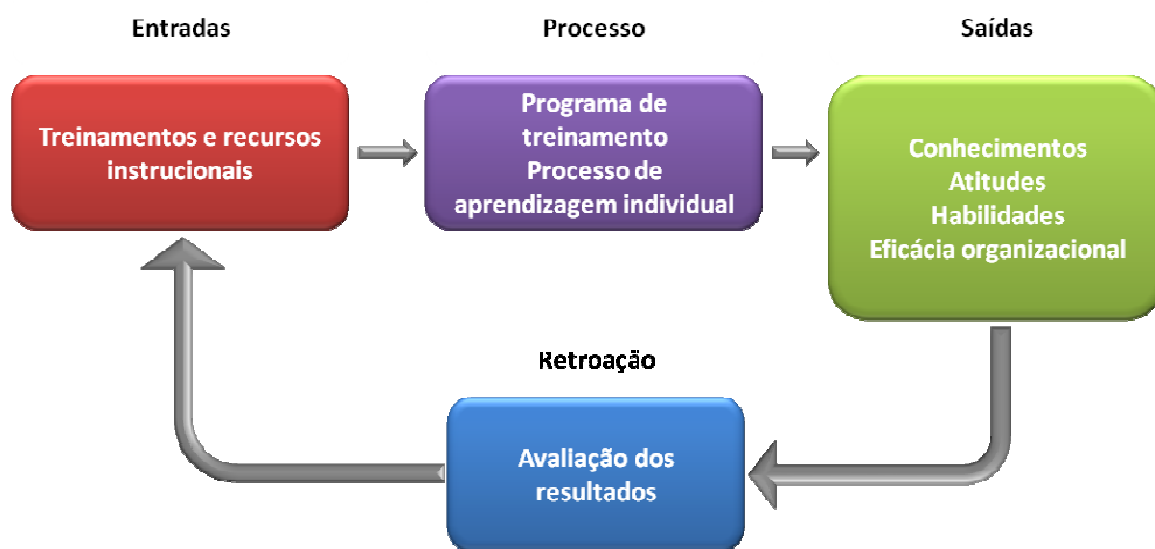 Entradas
Processo
Saídas
Treinamentos e recursos
instrucionais
Programa de
treinamento
Processo de
aprendizagem individual
Conhecimentos
Atitudes
Habilidades
Eficácia organizacional
Retroação
Avaliação dos
resultados